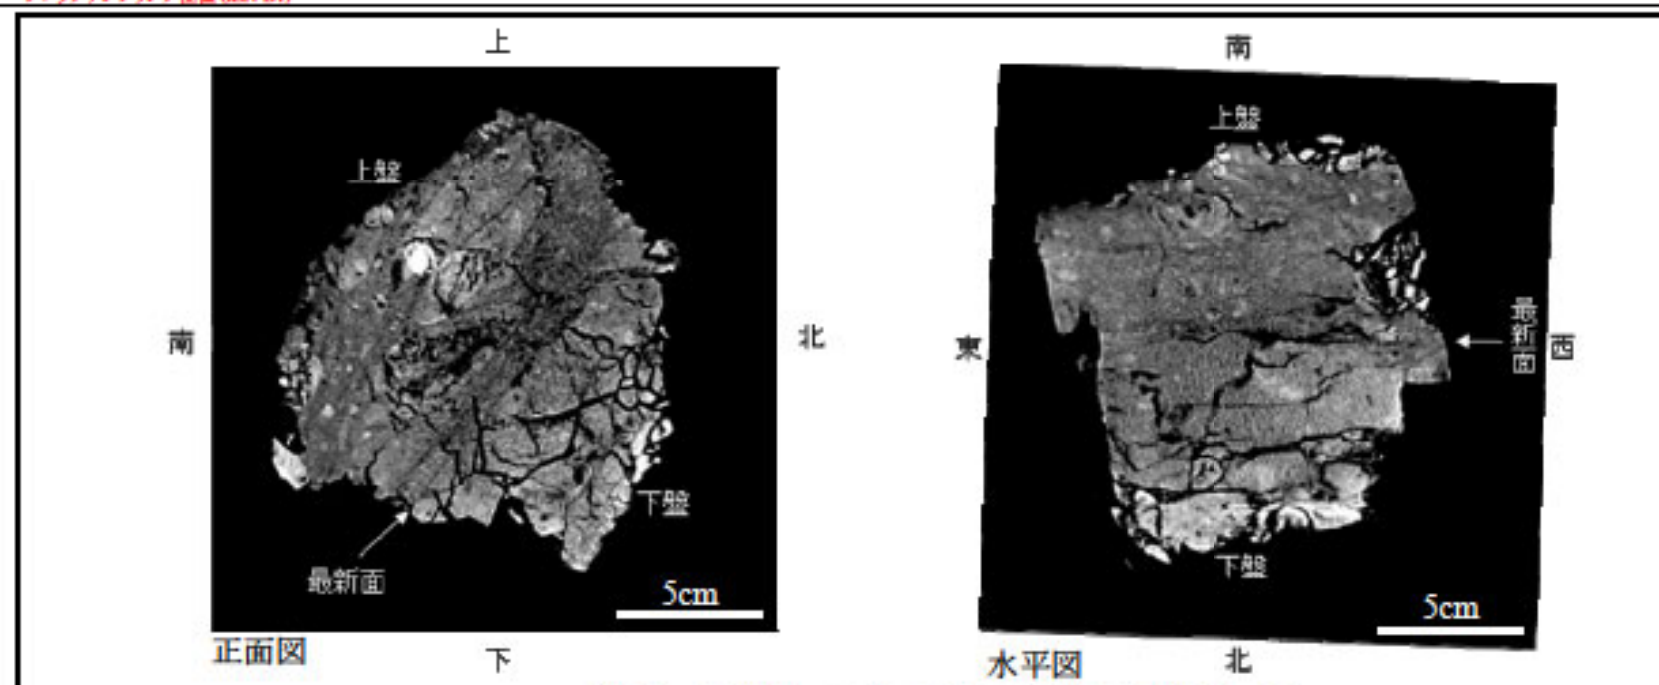 上
上盤
南
北
下盤
最新面
5cm
正面図
下
南
上盤
東
最新面
西
下盤
5cm
水平図
北